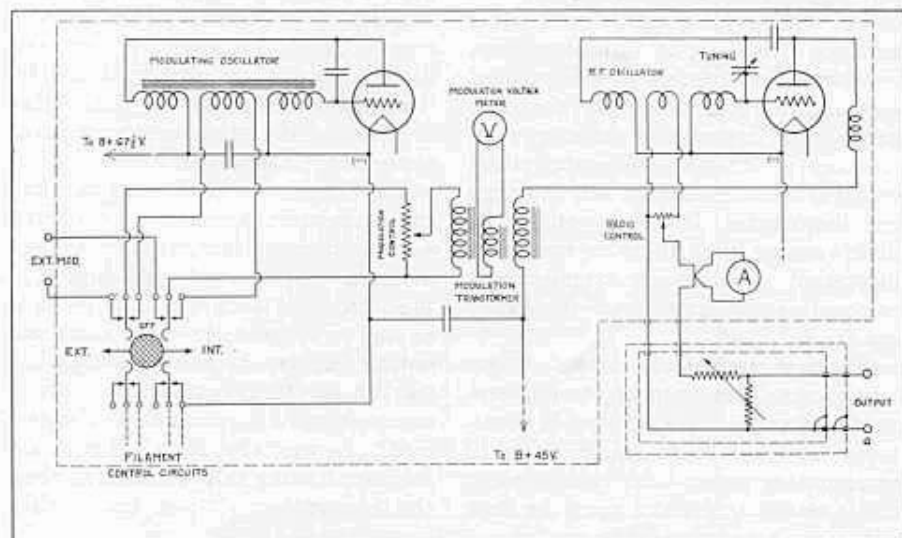 MODULATING OSCILLATOR
To B+ 67½ V.
MODULATION VOLTAGE
METER
V
R.F. OSCILLATOR
TUNING
(-)
(-)
MODULATION
CONTROL
MODULATION
TRANSFORMER
RADIO
CONTROL
A
EXT. MOD.
OFF
EXT.
INT.
FILAMENT
CONTROL CIRCUITS
To B+45V.
OUTPUT